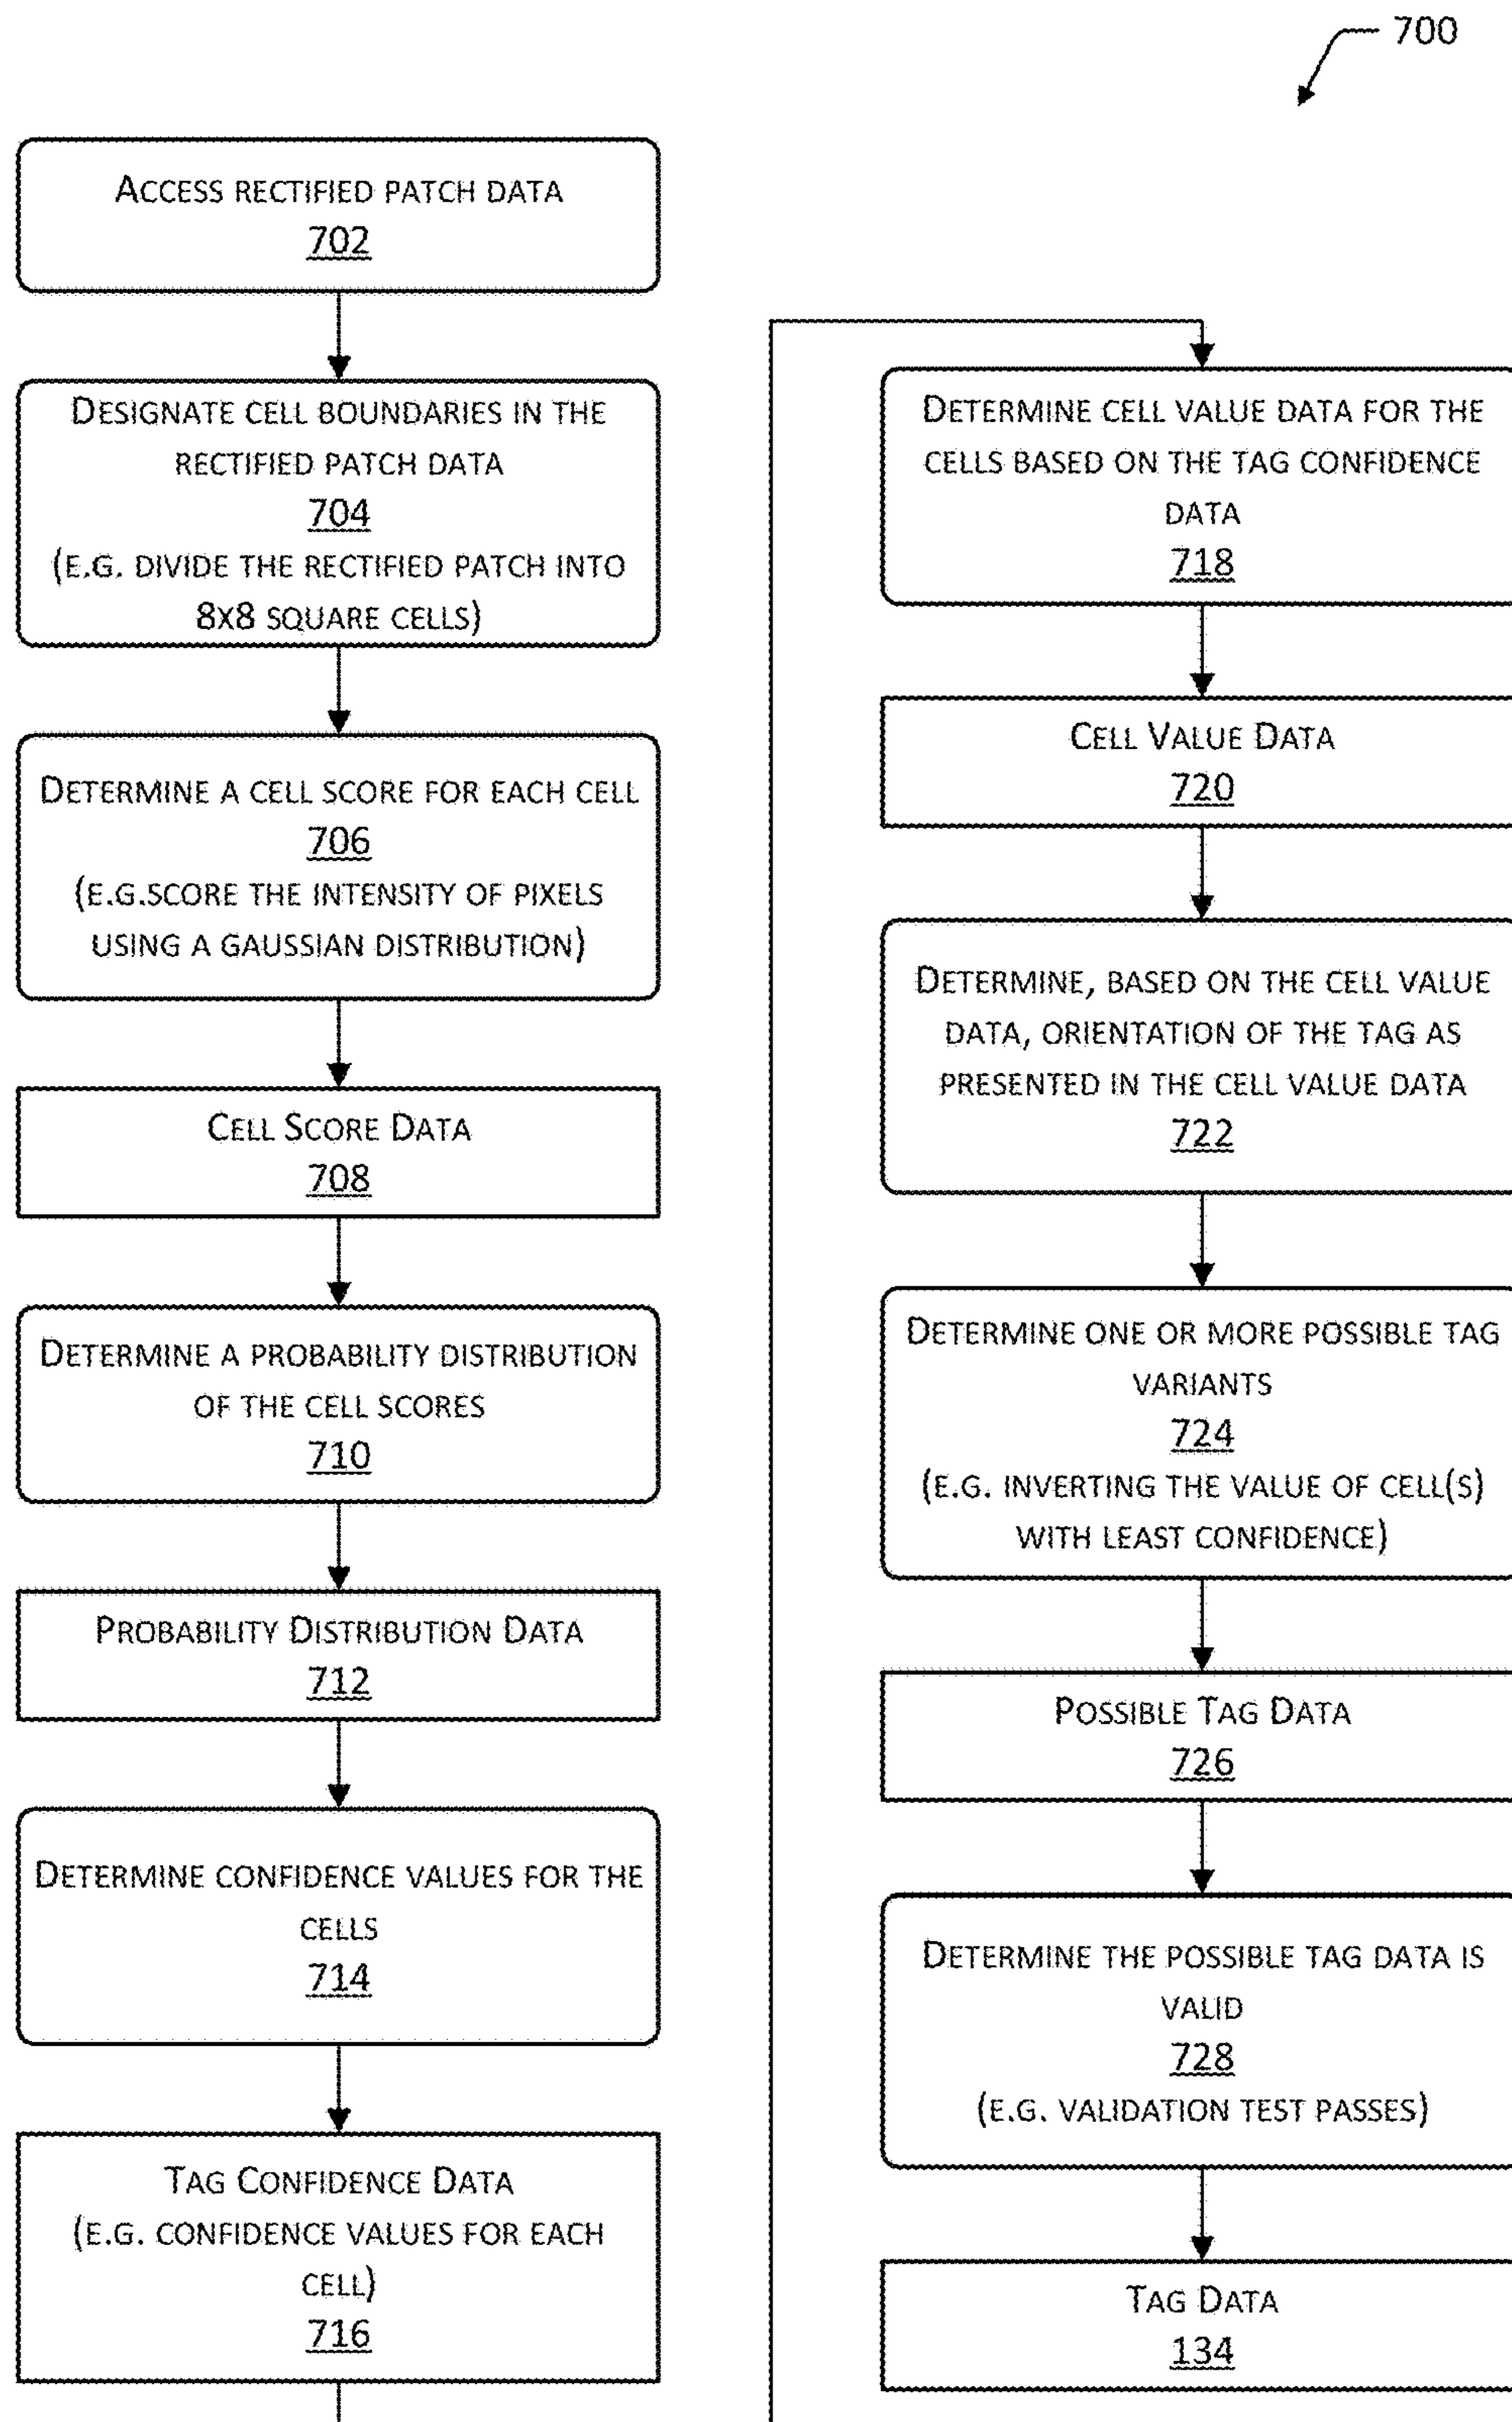 700
ACCESS RECTIFIED PATCH DATA
702
DESIGNATE CELL BOUNDARIES IN THE
RECTIFIED PATCH DATA
704
(E.G. DIVIDE THE RECTIFIED PATCH INTO
8X8 SQUARE CELLS)
DETERMINE A CELL SCORE FOR EACH CELL
706
(E.G.SCORE THE INTENSITY OF PIXELS
USING A GAUSSIAN DISTRIBUTION)
CELL SCORE DATA
708
DETERMINE A PROBABILITY DISTRIBUTION
OF THE CELL SCORES
710
PROBABILITY DISTRIBUTION DATA
712
DETERMINE CONFIDENCE VALUES FOR THE
CELLS
714
TAG CONFIDENCE DATA
(E.G. CONFIDENCE VALUES FOR EACH
CELL)
716
DETERMINE CELL VALUE DATA FOR THE
CELLS BASED ON THE TAG CONFIDENCE
DATA
718
CELL VALUE DATA
720
DETERMINE, BASED ON THE CELL VALUE
DATA, ORIENTATION OF THE TAG AS
PRESENTED IN THE CELL VALUE DATA
722
DETERMINE ONE OR MORE POSSIBLE TAG
VARIANTS
724
(E.G. INVERTING THE VALUE OF CELL(S)
WITH LEAST CONFIDENCE)
POSSIBLE TAG DATA
726
DETERMINE THE POSSIBLE TAG DATA IS
VALID
728
(E.G. VALIDATION TEST PASSES)
TAG DATA
134